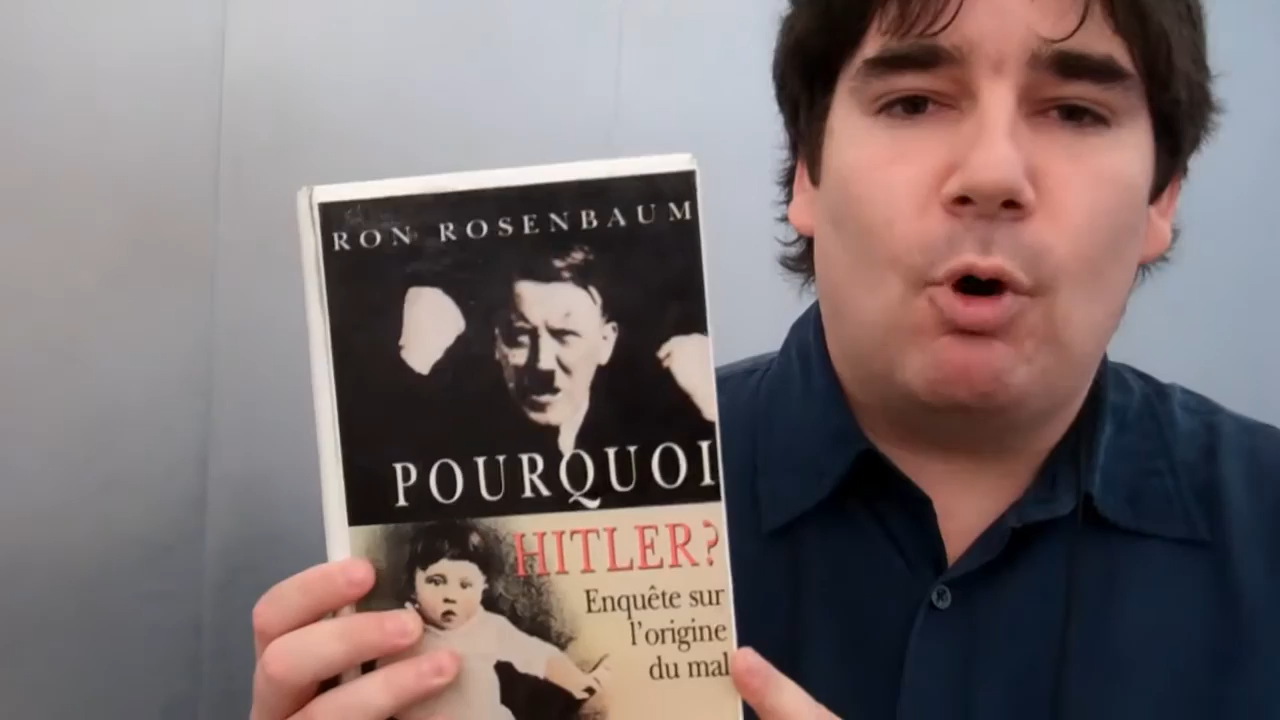 RON ROSENBAUM
POURQUOI
HITLER?
Enquête sur
l'origine
du mal